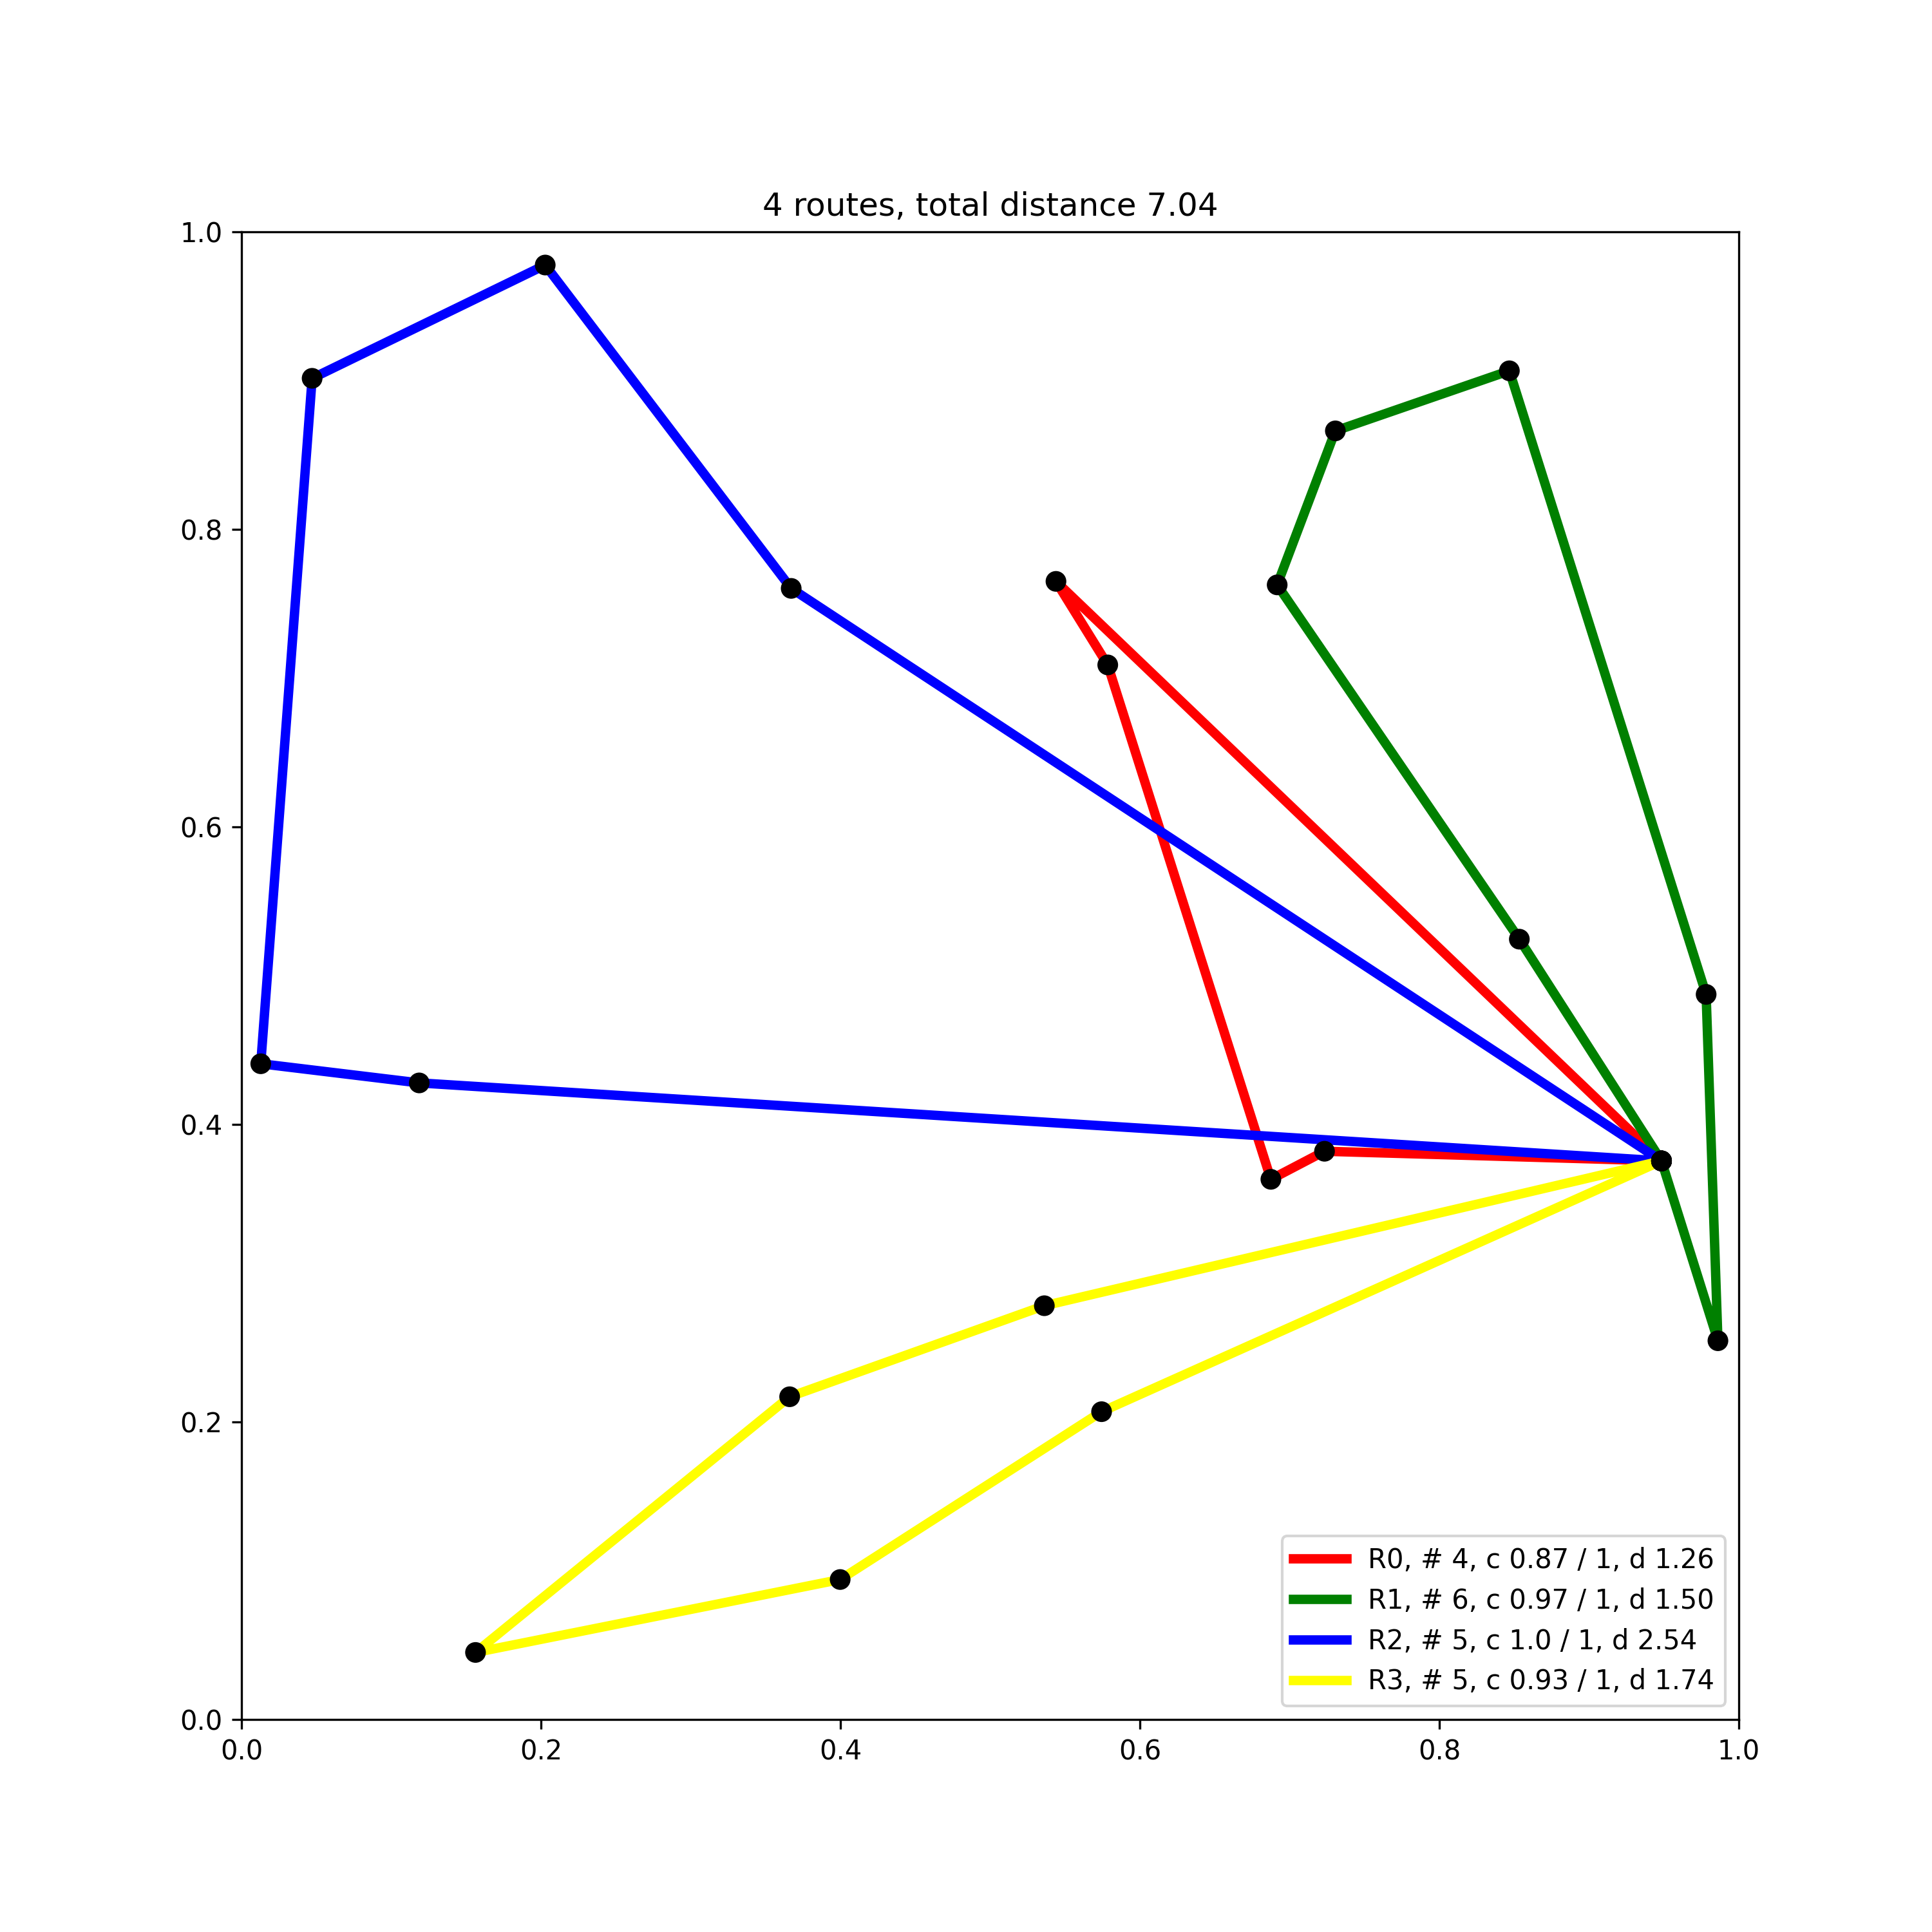 4 routes, total distance 7.04
1.0
0.8
0.6
0.4
0.2
0.0
0.0 0.2 0.4 0.6 0.8 1.0
R0, # 4, c 0.87 / 1, d 1.26
R1, # 6, c 0.97 / 1, d 1.50
R2, # 5, c 1.0 / 1, d 2.54
R3, # 5, c 0.93 / 1, d 1.74